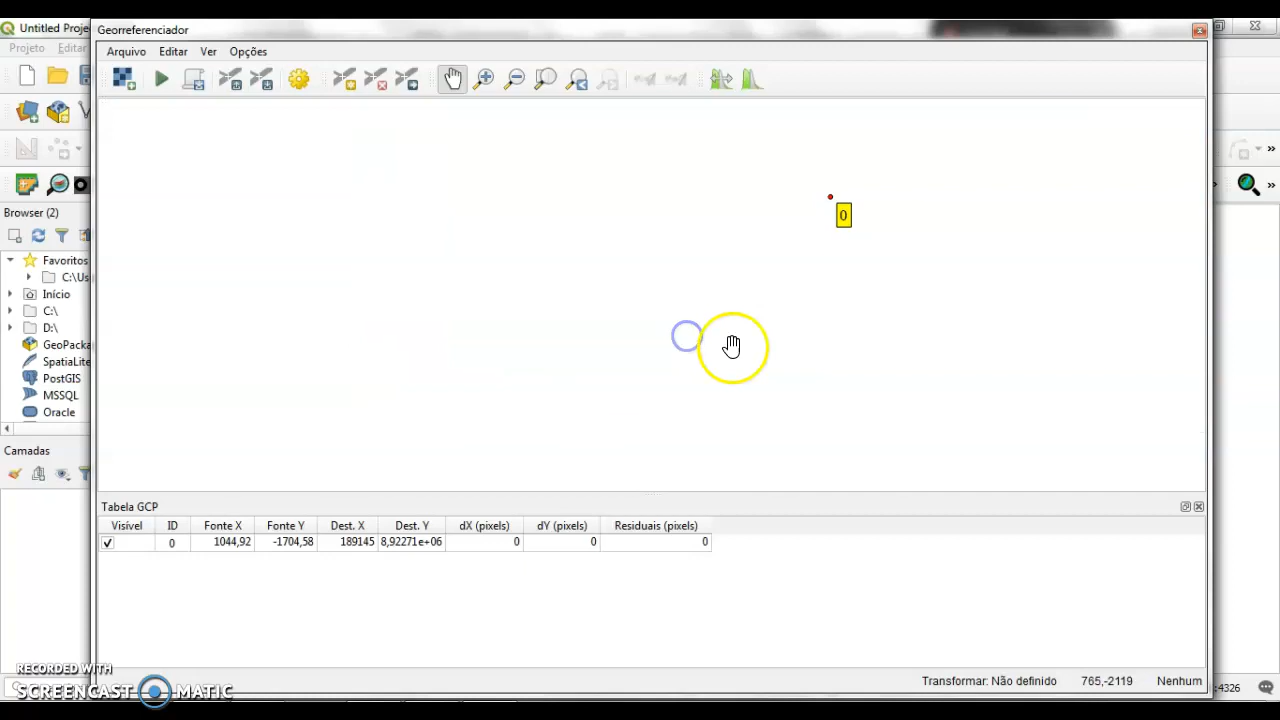 Untitled Proje
Georreferenciador
Projeto
Editar
Arquivo
Editar
Ver
Opções
0
Browser (2)
Favoritos
C:\Us
Início
C:\
D:\
GeoPacka
SpatiaLite
PostGIS
MSSQL
Oracle
Camadas
Tabela GCP
Visível ID Fonte X Fonte Y Dest. X Dest. Y dX (pixels) dY (pixels) Residuais (pixels)
0 1044,92 -1704,58 189145 8,92271e+06 0 0 0
RECORDED WITH
SCREENCAST MATIC
Transformar: Não definido 765,-2119 Nenhum
:4326